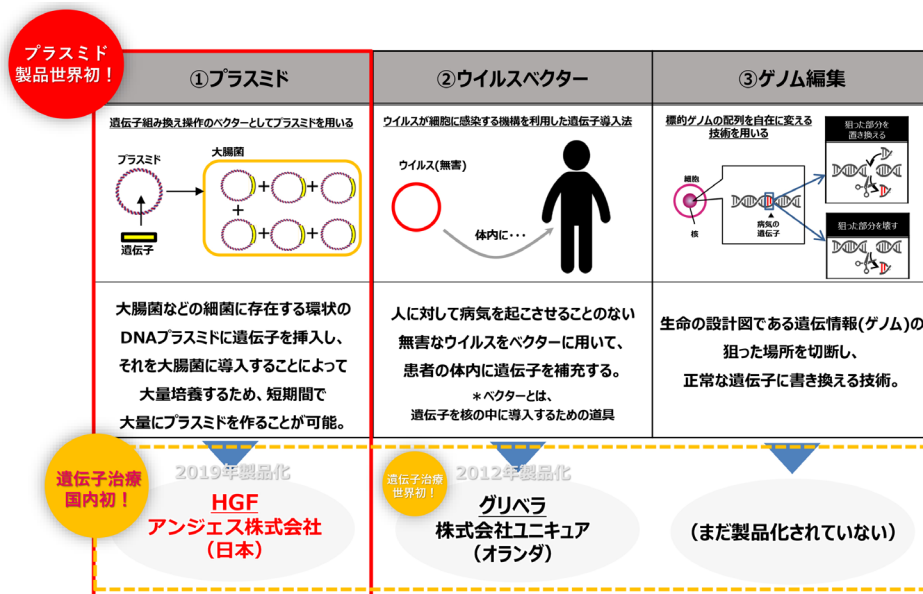 プラスミド
製品世界初！
①プラスミド
②ウイルスベクター
③ゲノム編集
遺伝子組み換え操作のベクターとしてプラスミドを用いる
プラスミド
大腸菌
遺伝子
+
+
+
+
+
ウイルスが細胞に感染する機構を利用した遺伝子導入法
ウイルス(無害)
体内に・・・
標的ゲノムの配列を自在に変える
技術を用いる
細胞
核
病気の
遺伝子
狙った部分を
置き換える
狙った部分を壊す
大腸菌などの細菌に存在する環状の
DNAプラスミドに遺伝子を挿入し、
それを大腸菌に導入することによって
大量培養するため、短期間で
大量にプラスミドを作ることが可能。
人に対して病気を起こさせることのない
無害なウイルスをベクターに用いて、
患者の体内に遺伝子を補充する。
＊ベクターとは、
遺伝子を核の中に導入するための道具
生命の設計図である遺伝情報(ゲノム)の
狙った場所を切断し、
正常な遺伝子に書き換える技術。
遺伝子治療
国内初！
2019年製品化
HGF
アンジェス株式会社
（日本）
遺伝子治療
世界初！
2012年製品化
グリベラ
株式会社ユニキュア
（オランダ）
（まだ製品化されていない）